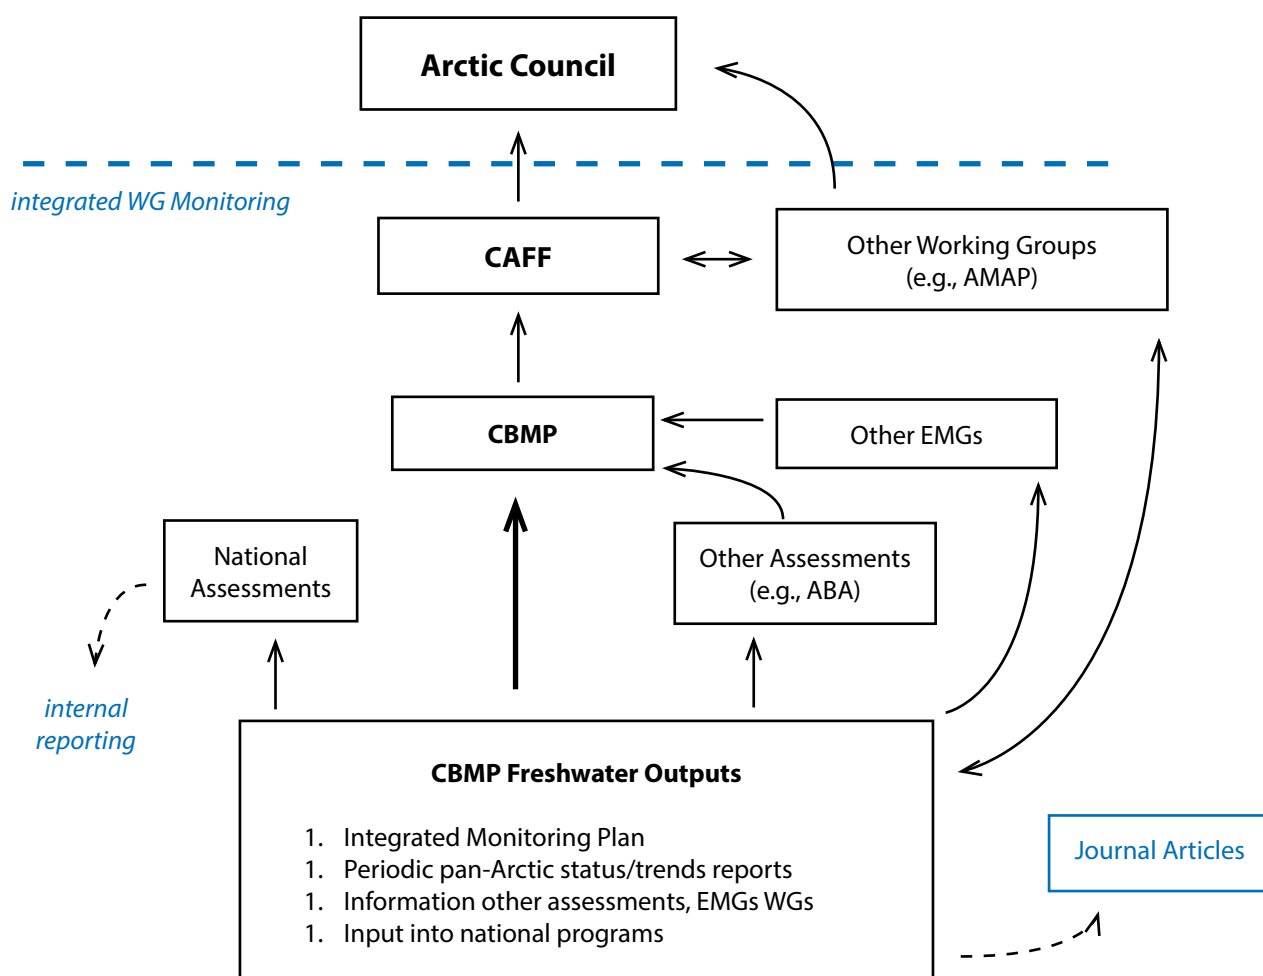 Arctic Council
integrated WG Monitoring
CAFF
Other Working Groups
(e.g., AMAP)
CBMP
Other EMGs
National
Assessments
Other Assessments
(e.g., ABA)
internal
reporting
CBMP Freshwater Outputs
1. Integrated Monitoring Plan
1. Periodic pan-Arctic status/trends reports
1. Information other assessments, EMGs WGs
1. Input into national programs
Journal Articles